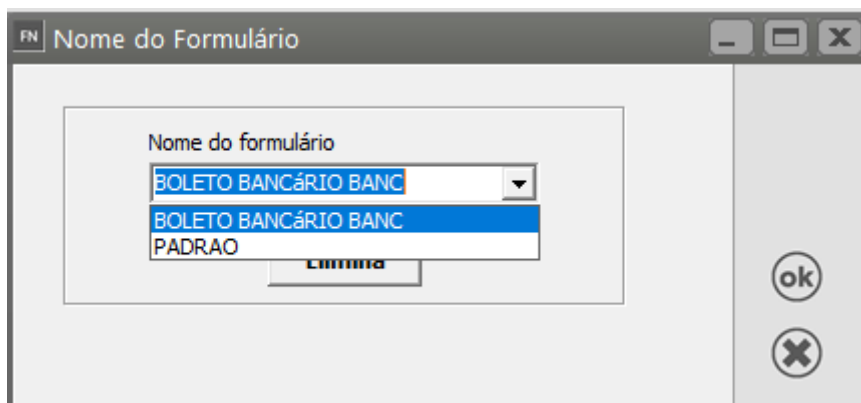 FN Nome do Formulário
Nome do formulário
BOLETO BANCáRIO BANC
BOLETO BANCáRIO BANC
PADRAO
Elimina
ok